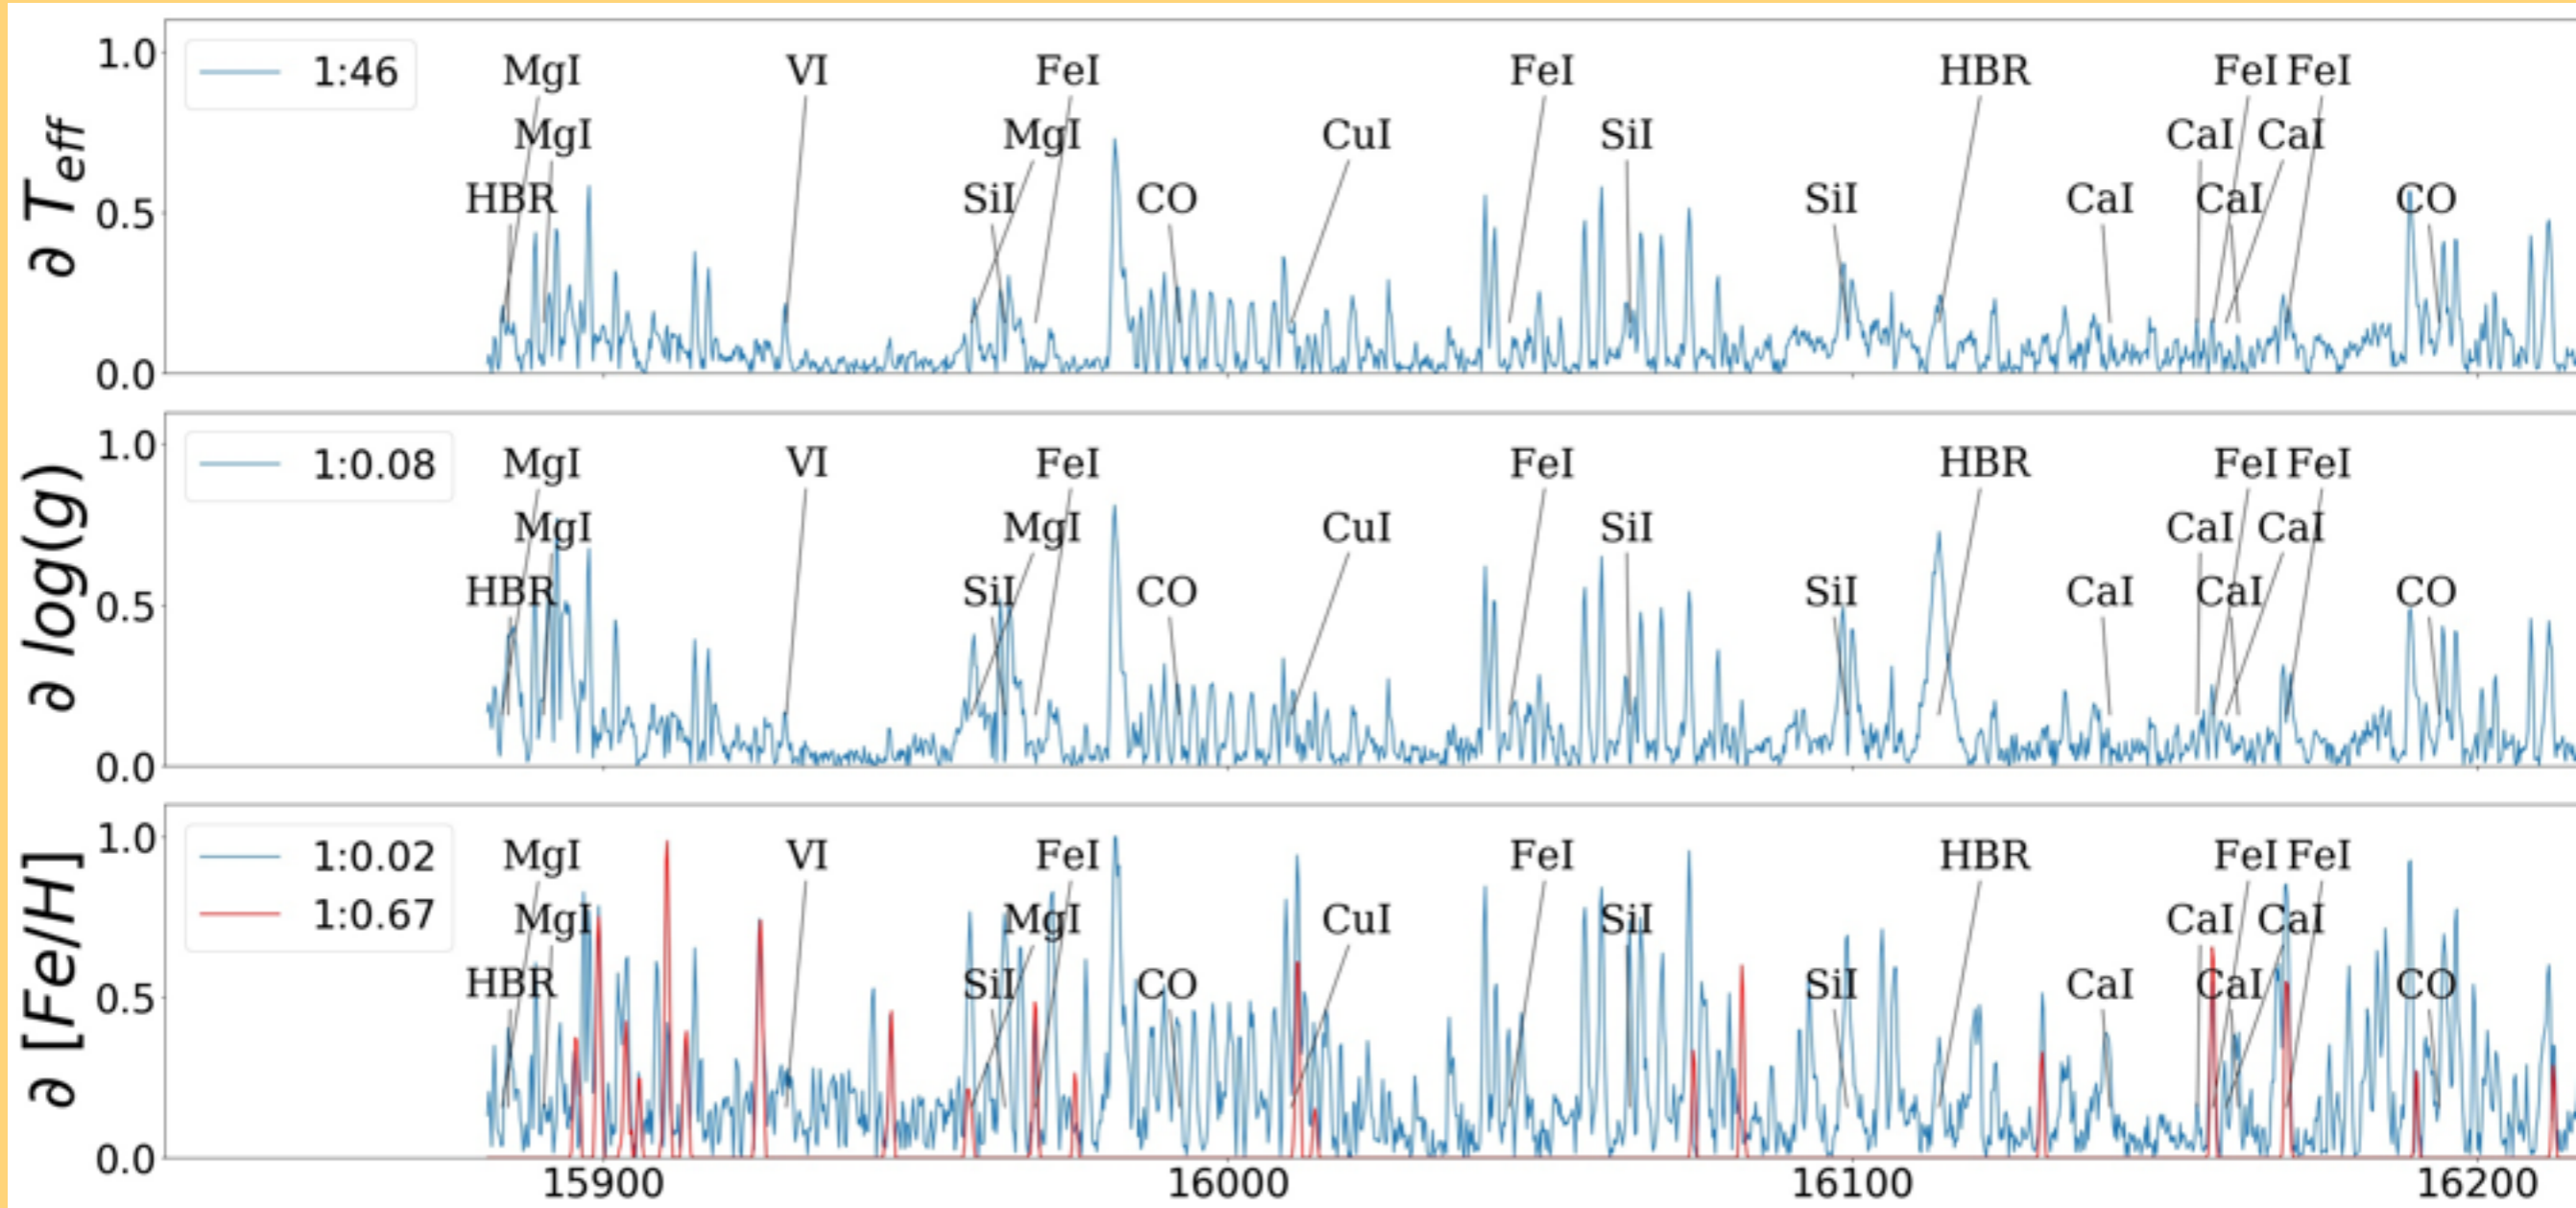 ∂ T_eff
1.0
0.5
0.0
1:46
MgI VI FeI FeI HBR FeI FeI
MgI MgI CuI SiI CaI CaI
HBR SiI CO SiI CaI CaI CO
∂ log(g)
1.0
0.5
0.0
1:0.08
MgI VI FeI FeI HBR FeI FeI
MgI MgI CuI SiI CaI CaI
HBR SiI CO SiI CaI CaI CO
∂ [Fe/H]
1.0
0.5
0.0
1:0.02
1:0.67
MgI VI FeI FeI HBR FeI FeI
MgI MgI CuI SiI CaI CaI
HBR SiI CO SiI CaI CaI CO
15900 16000 16100 16200